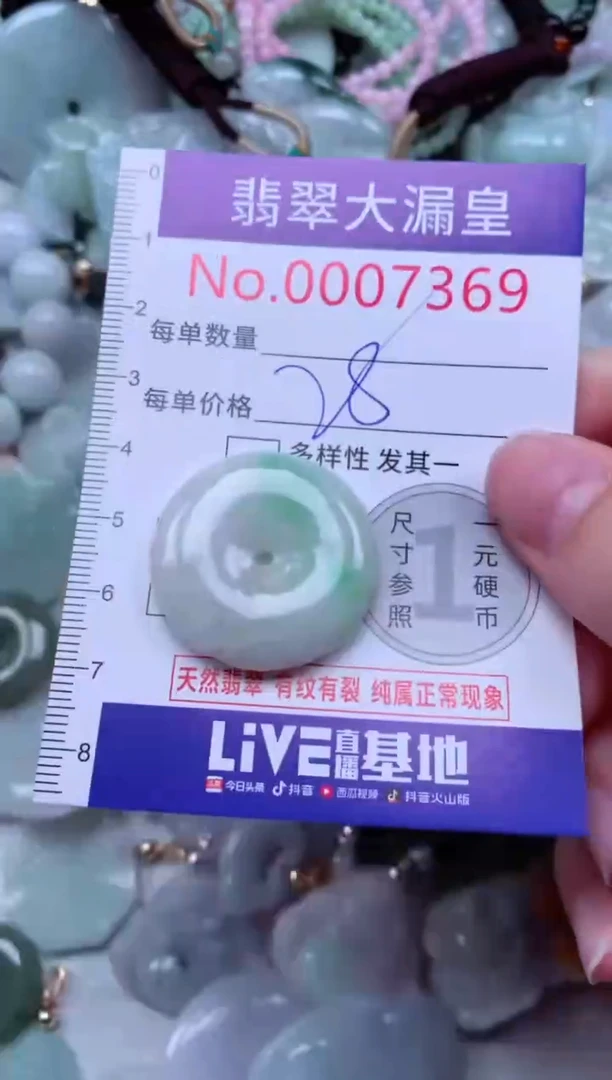 翡翠大漏皇
0
1
2
3
4
5
6
7
8
No.0007369
每单数量
每单价格 28
多样性 发其一
尺寸参照
1
一元硬币
天然翡翠 有纹有裂 纯属正常现象
LiVE直播基地
头条 今日头条 抖音 西瓜视频 抖音火山版